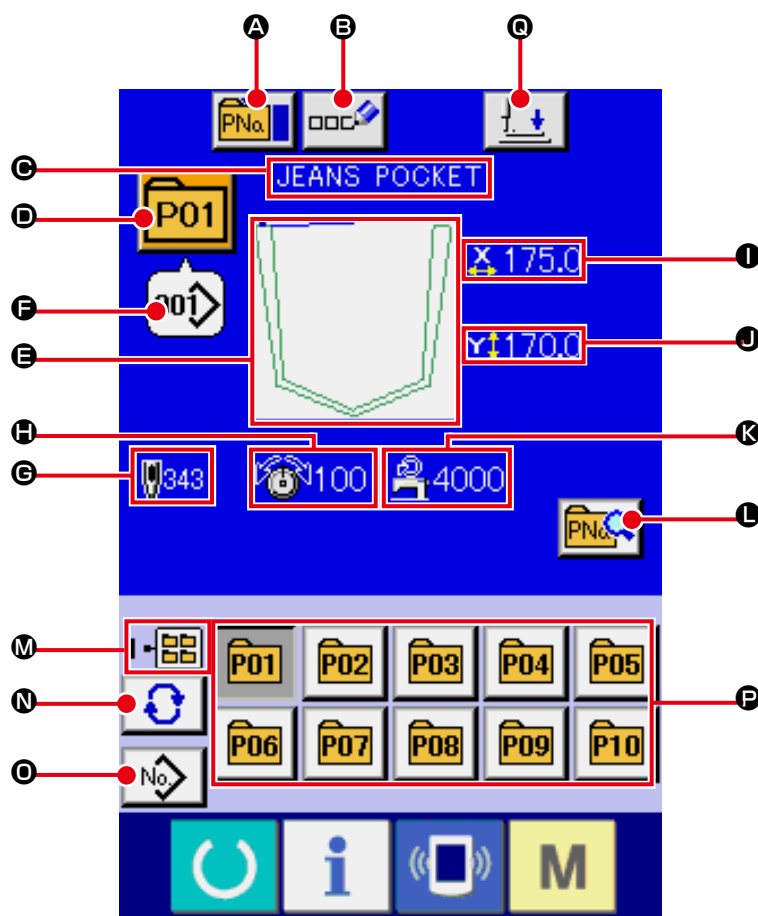 A B Q
PNo.
C JEANS POCKET
D P01
I X 175.0
F 001
E
J Y 170.0
H K
G 343 100 4000
L PNo.
M P01 P02 P03 P04 P05
N
P
P06 P07 P08 P09 P10
O No.
i M